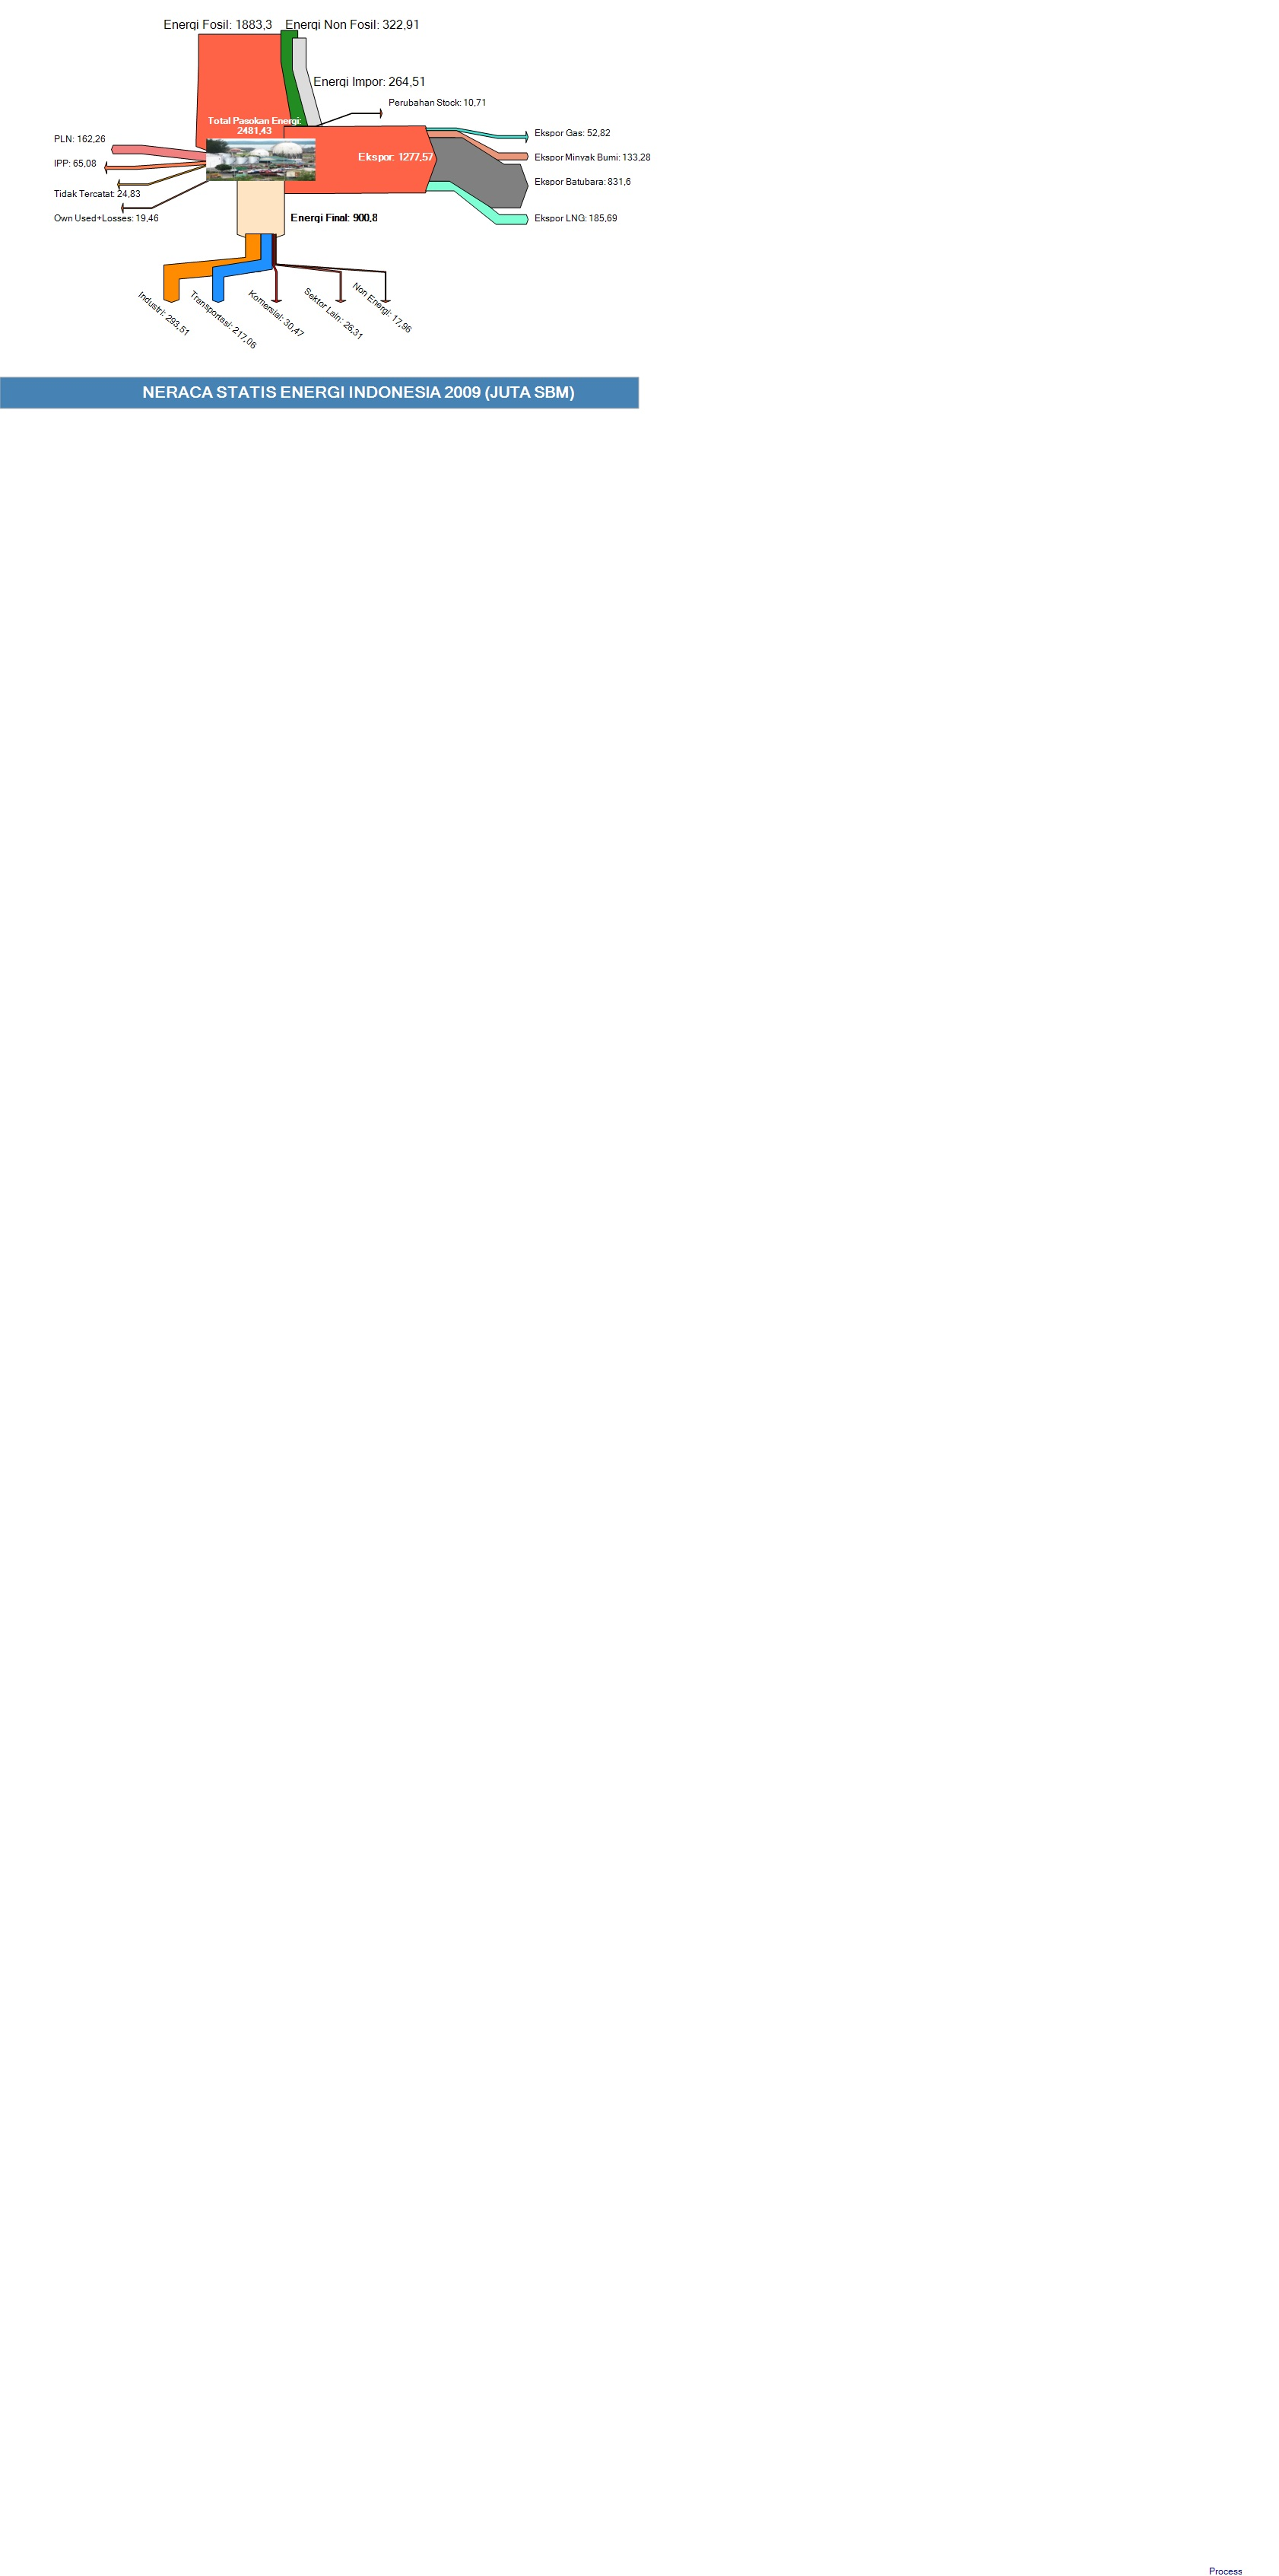 Energi Fosil: 1883,3
Energi Non Fosil: 322,91
Energi Impor: 264,51
Perubahan Stock: 10,71
Total Pasokan Energi:
2481,43
PLN: 162,26
IPP: 65,08
Tidak Tercatat: 24,83
Own Used+Losses: 19,46
Ekspor: 1277,57
Ekspor Gas: 52,82
Ekspor Minyak Bumi: 133,28
Ekspor Batubara: 831,6
Ekspor LNG: 185,69
Energi Final: 900,8
Industri: 293,51
Transportasi: 217,06
Komersial: 30,47
Sektor Lain: 26,31
Non Energi: 17,96
NERACA STATIS ENERGI INDONESIA 2009 (JUTA SBM)
Process